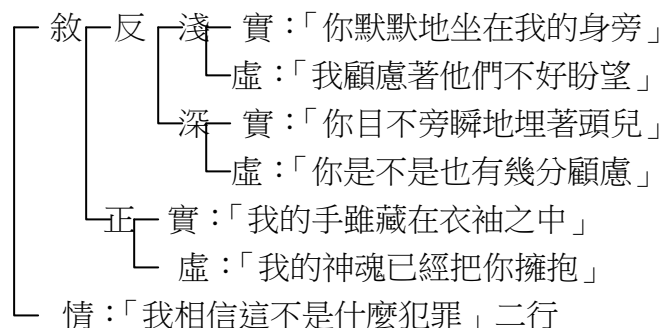 敘 反 淺 實：「你默默地坐在我的身旁」
虛：「我顧慮著他們不好盼望」
深 實：「你目不旁瞬地埋著頭兒」
虛：「你是不是也有幾分顧慮」
正 實：「我的手雖藏在衣袖之中」
虛：「我的神魂已經把你擁抱」
情：「我相信這不是什麼犯罪」二行